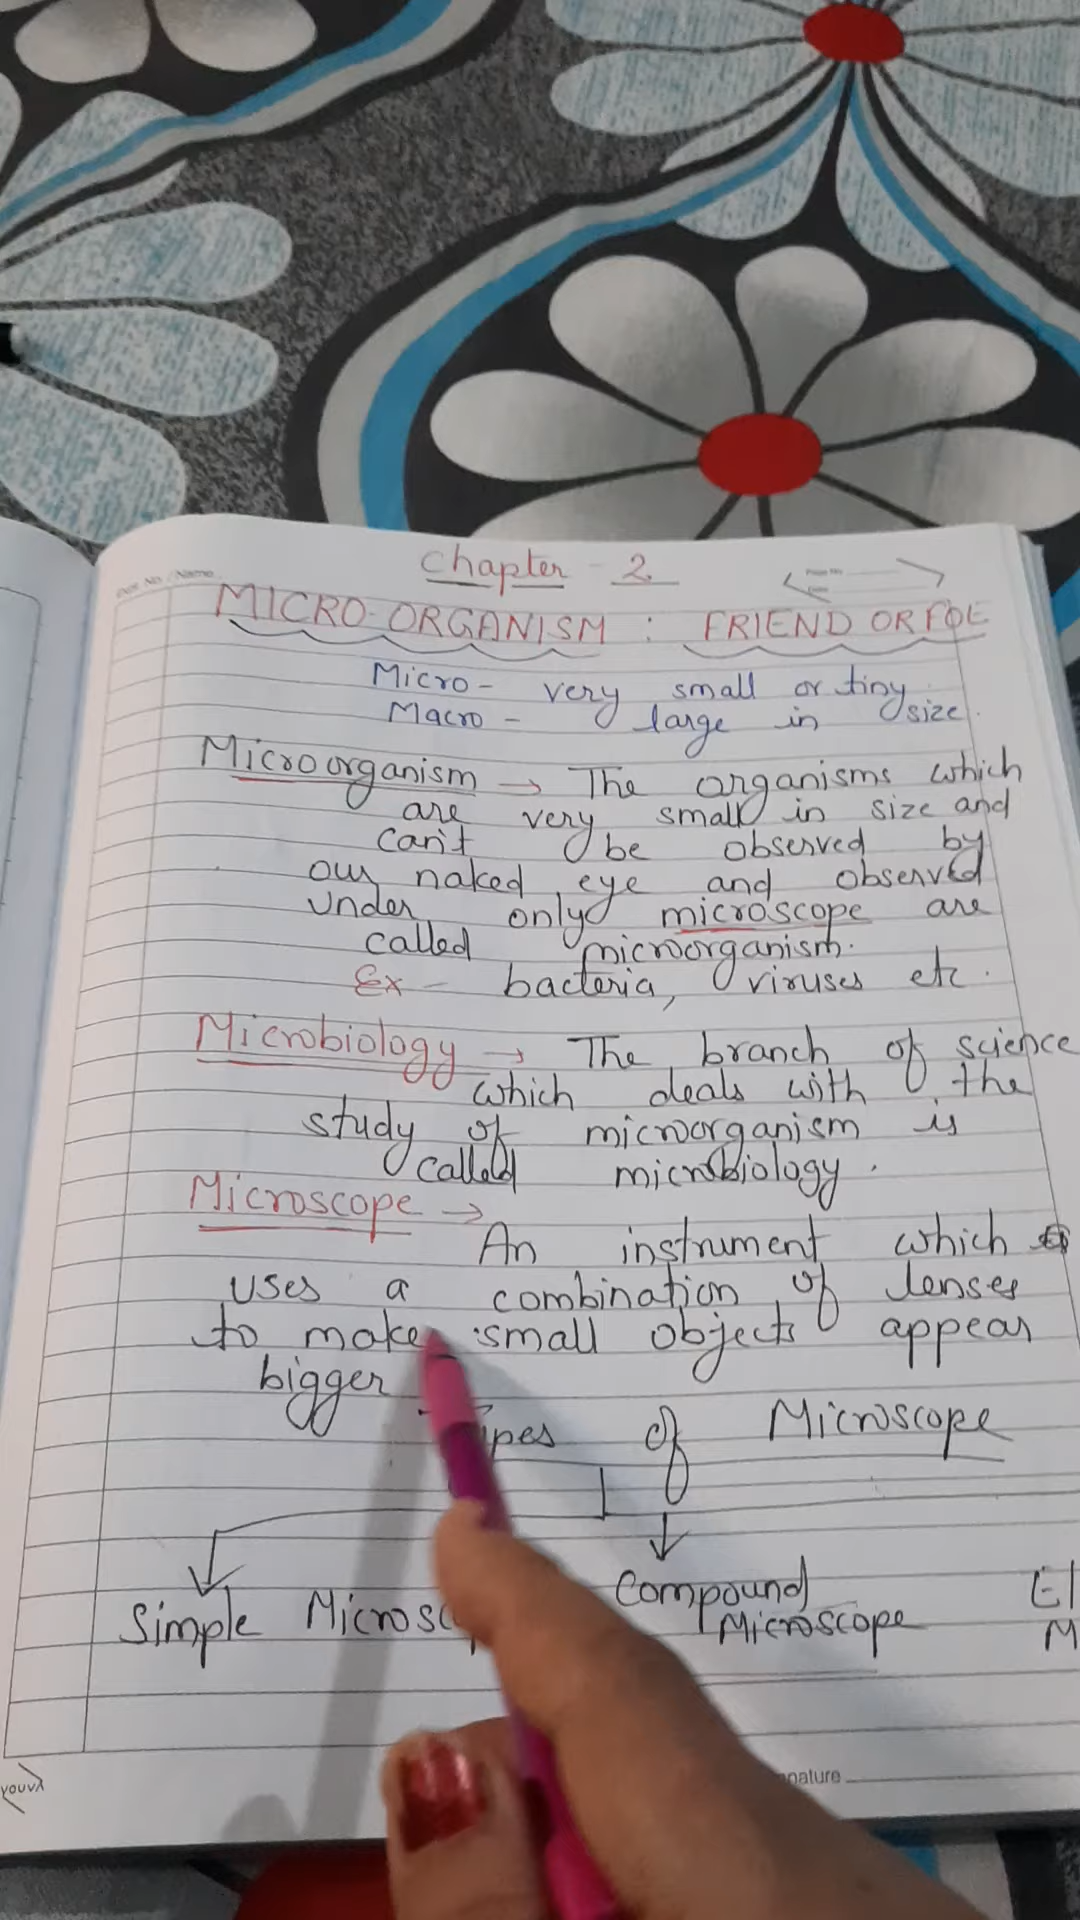 Chapter - 2
MICRO-ORGANISM : FRIEND OR FOE
Micro - very small or tiny
Macro - large in size.
Microorganism → The organisms which
are very small in size and
can't be observed by
our naked eye and observed
under only microscope are
called microorganism.
Ex - bacteria, viruses etc.
Microbiology → The branch of science
which deals with the
study of microorganism is
called microbiology.
Microscope →
An instrument which
uses a combination of lenses
to make small objects appear
bigger
of Microscope
Simple
Compound
Microscope
youva